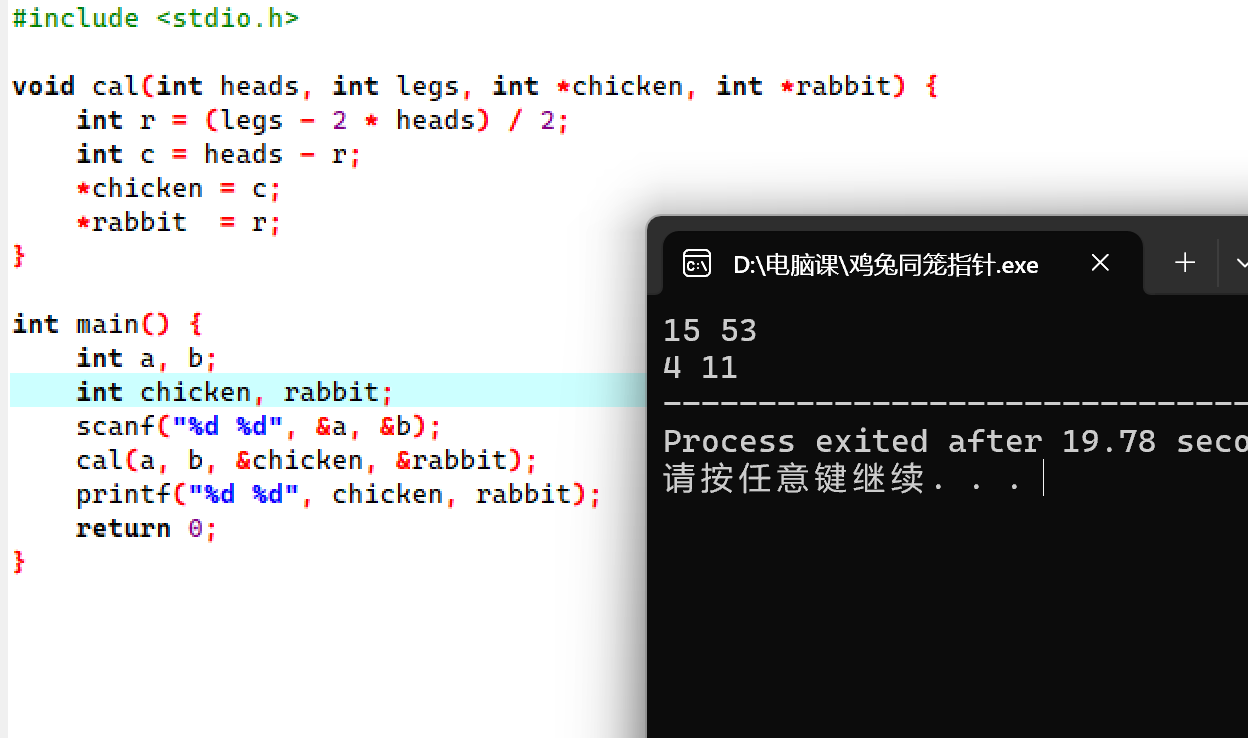 #include <stdio.h>
void cal(int heads, int legs, int *chicken, int *rabbit) {
    int r = (legs - 2 * heads) / 2;
    int c = heads - r;
    *chicken = c;
    *rabbit  = r;
}
int main() {
    int a, b;
    int chicken, rabbit;
    scanf("%d %d", &a, &b);
    cal(a, b, &chicken, &rabbit);
    printf("%d %d", chicken, rabbit);
    return 0;
}
D:\电脑课\鸡兔同笼指针.exe
15 53
4 11
--------------------------------
Process exited after 19.78 seco
请按任意键继续. . .